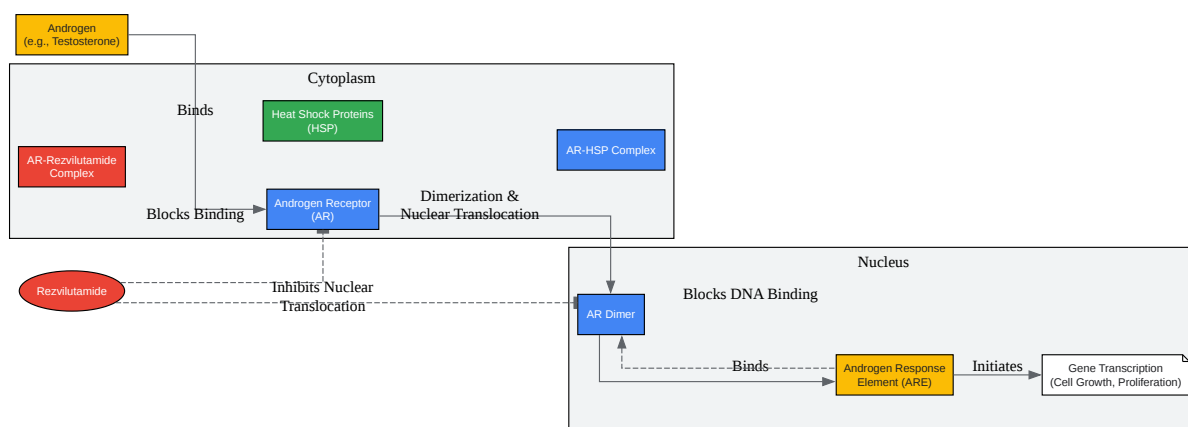 Androgen
(e.g., Testosterone)
Cytoplasm
Binds
Heat Shock Proteins
(HSP)
AR-HSP Complex
AR-Rezvilutamide
Complex
Blocks Binding
Androgen Receptor
(AR)
Dimerization &
Nuclear Translocation
Rezvilutamide
Inhibits Nuclear
Translocation
Nucleus
AR Dimer
Blocks DNA Binding
Binds
Androgen Response
Element (ARE)
Initiates
Gene Transcription
(Cell Growth, Proliferation)